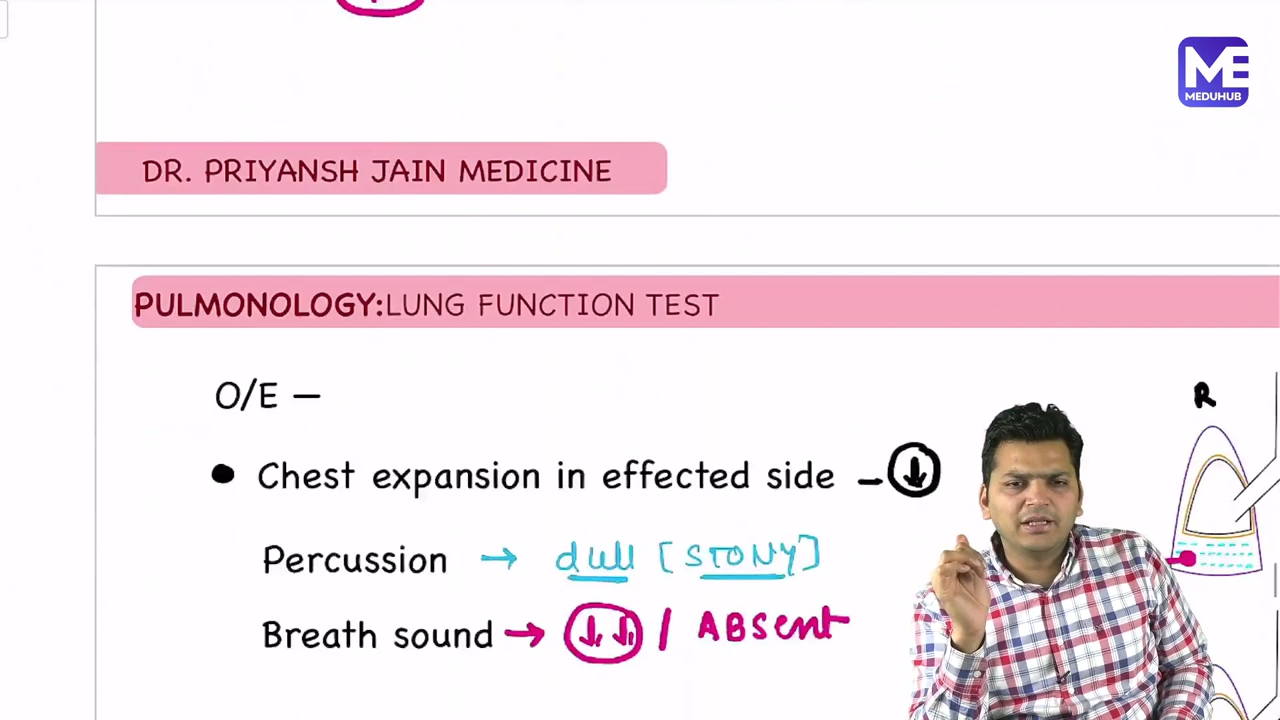 ME
MEDUHUB
DR. PRIYANSH JAIN MEDICINE
PULMONOLOGY:LUNG FUNCTION TEST
O/E —
R
● Chest expansion in effected side – ↓
Percussion → dull [STONY]
Breath sound → ↓↓ / ABSent